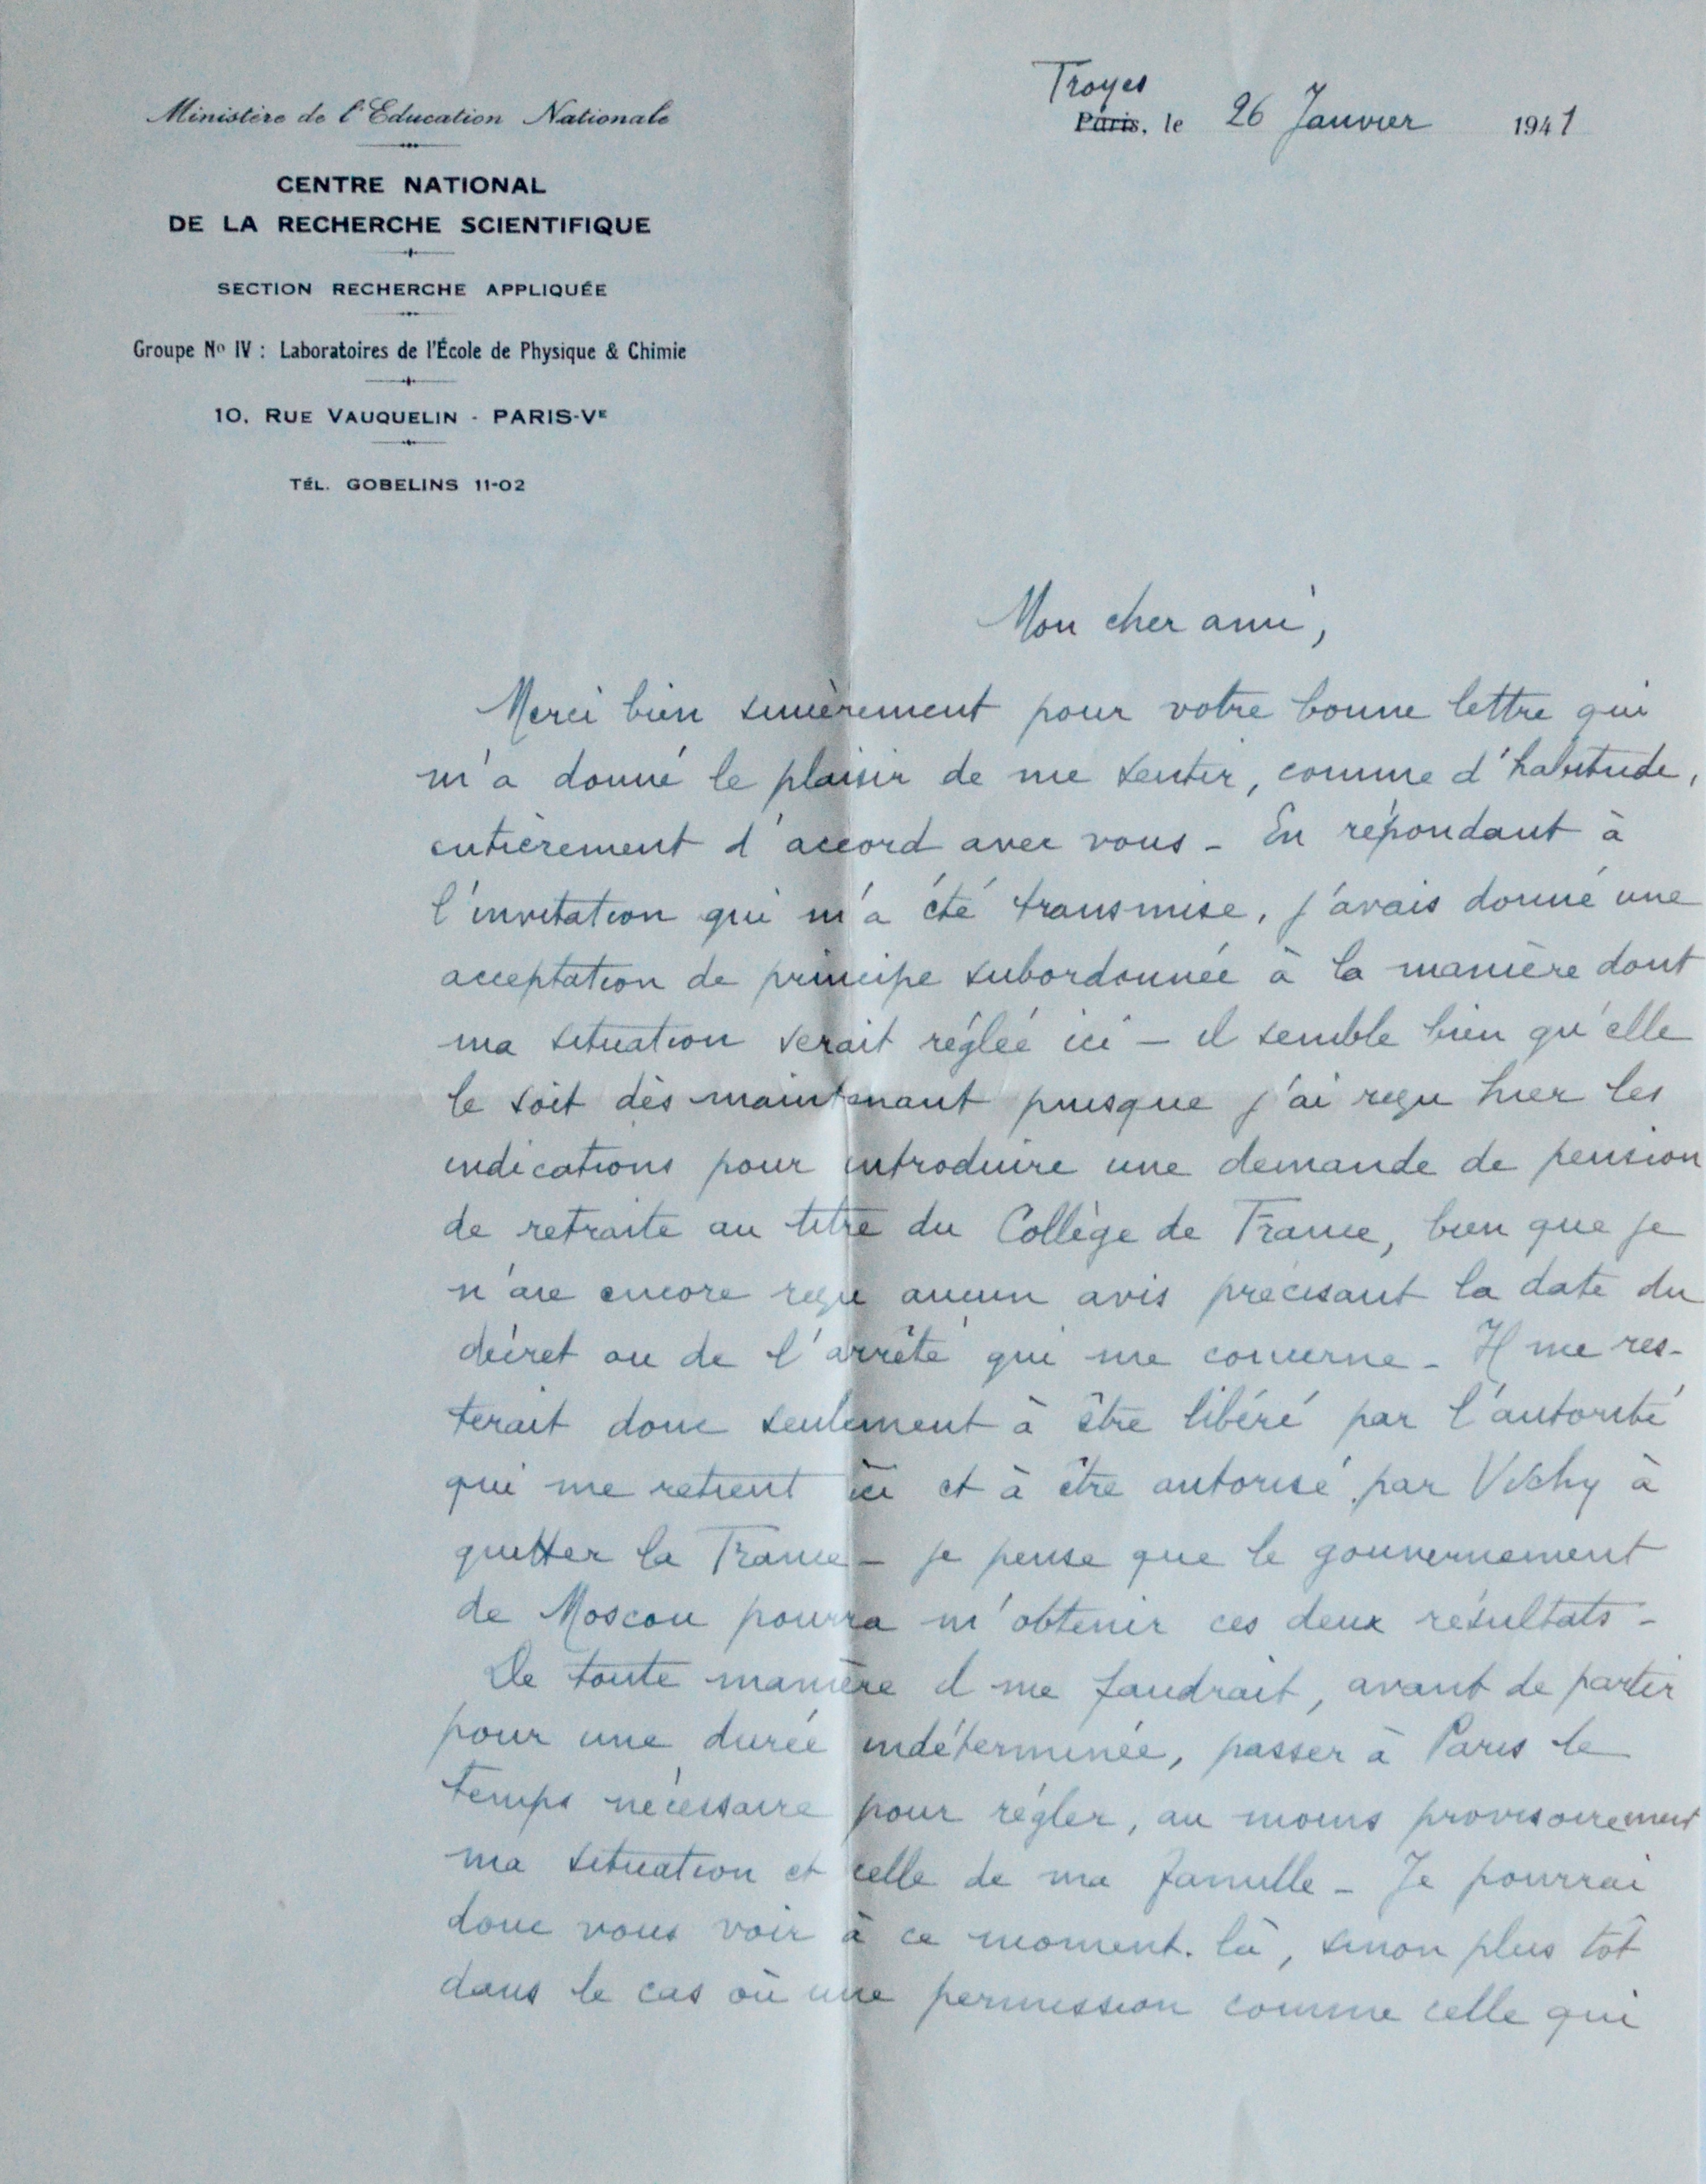 Ministère de l'Education Nationale
CENTRE NATIONAL
DE LA RECHERCHE SCIENTIFIQUE
SECTION RECHERCHE APPLIQUÉE
Groupe No IV : Laboratoires de l'École de Physique & Chimie
10, RUE VAUQUELIN - PARIS-VE
TÉL. GOBELINS 11-02
Troyes
Paris, le 26 Janvier 1941
Mon cher ami,
Merci bien sincèrement pour votre bonne lettre qui
m'a donné le plaisir de me sentir, comme d'habitude,
entièrement d'accord avec vous - En répondant à
l'invitation qui m'a été transmise, j'avais donné une
acceptation de principe subordonnée à la manière dont
ma situation serait réglée ici - il semble bien qu'elle
le soit dès maintenant puisque j'ai reçu hier les
indications pour introduire une demande de pension
de retraite au titre du Collège de France, bien que je
n'aie encore reçu aucun avis précisant la date du
décret ou de l'arrêté qui me concerne - Il me res-
terait donc seulement à être libéré par l'autorité
qui me retient ici et à être autorisé par Vichy à
quitter la France - je pense que le gouvernement
de Moscou pourra m'obtenir ces deux résultats -
De toute manière il me faudrait, avant de partir
pour une durée indéterminée, passer à Paris le
temps nécessaire pour régler, au moins provisoirement
ma situation et celle de ma famille - Je pourrai
donc vous voir à ce moment-là, sinon plus tôt
dans le cas où une permission comme celle qui